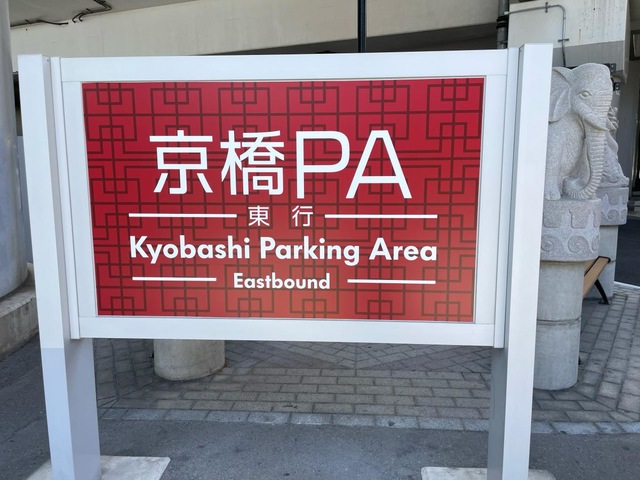 京橋PA
東行
Kyobashi Parking Area
Eastbound